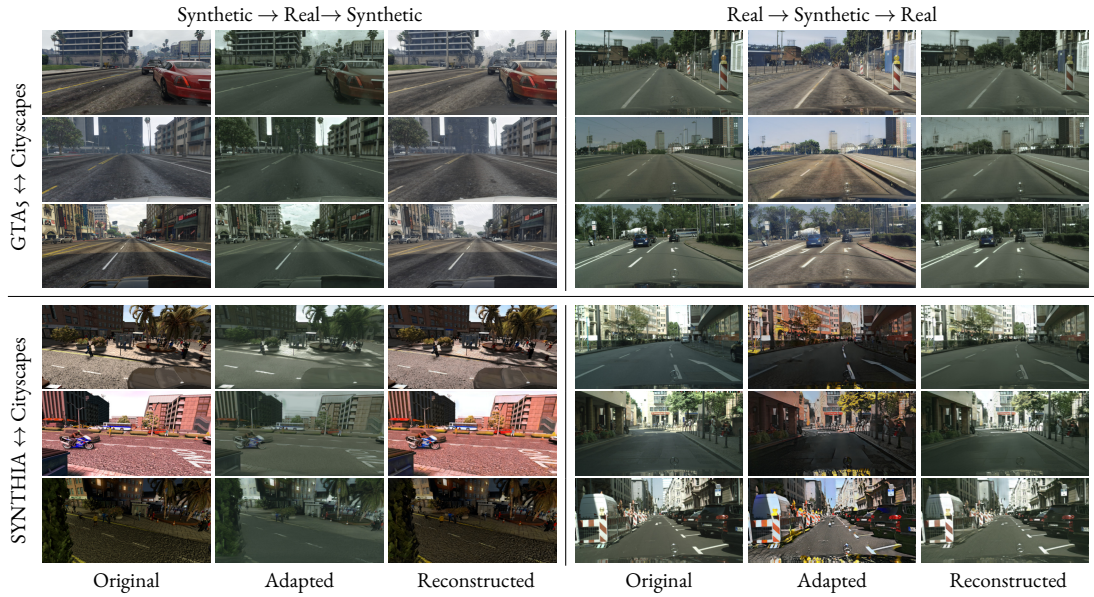 Synthetic → Real→ Synthetic
Real → Synthetic → Real
GTA5 ↔ Cityscapes
SYNTHIA ↔ Cityscapes
Original
Adapted
Reconstructed
Original
Adapted
Reconstructed